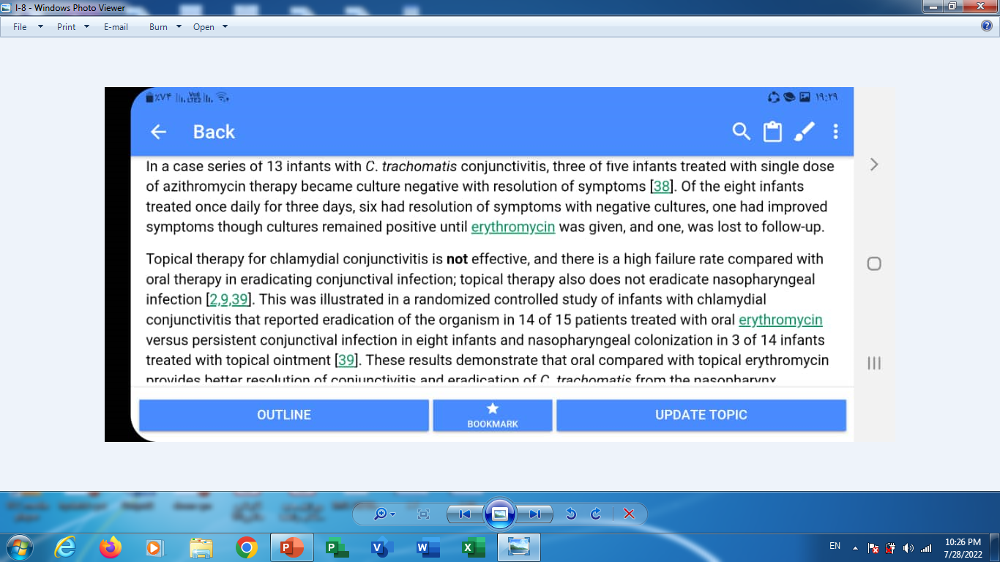 I-8 - Windows Photo Viewer
File Print E-mail Burn Open
٪۷۴ VoB LTE2 ۱۹:۲۹
Back
In a case series of 13 infants with C. trachomatis conjunctivitis, three of five infants treated with single dose
of azithromycin therapy became culture negative with resolution of symptoms [38]. Of the eight infants
treated once daily for three days, six had resolution of symptoms with negative cultures, one had improved
symptoms though cultures remained positive until erythromycin was given, and one, was lost to follow-up.
Topical therapy for chlamydial conjunctivitis is not effective, and there is a high failure rate compared with
oral therapy in eradicating conjunctival infection; topical therapy also does not eradicate nasopharyngeal
infection [2,9,39]. This was illustrated in a randomized controlled study of infants with chlamydial
conjunctivitis that reported eradication of the organism in 14 of 15 patients treated with oral erythromycin
versus persistent conjunctival infection in eight infants and nasopharyngeal colonization in 3 of 14 infants
treated with topical ointment [39]. These results demonstrate that oral compared with topical erythromycin
provides better resolution of conjunctivitis and eradication of C. trachomatis from the nasopharynx
OUTLINE
BOOKMARK
UPDATE TOPIC
EN
10:26 PM
7/28/2022